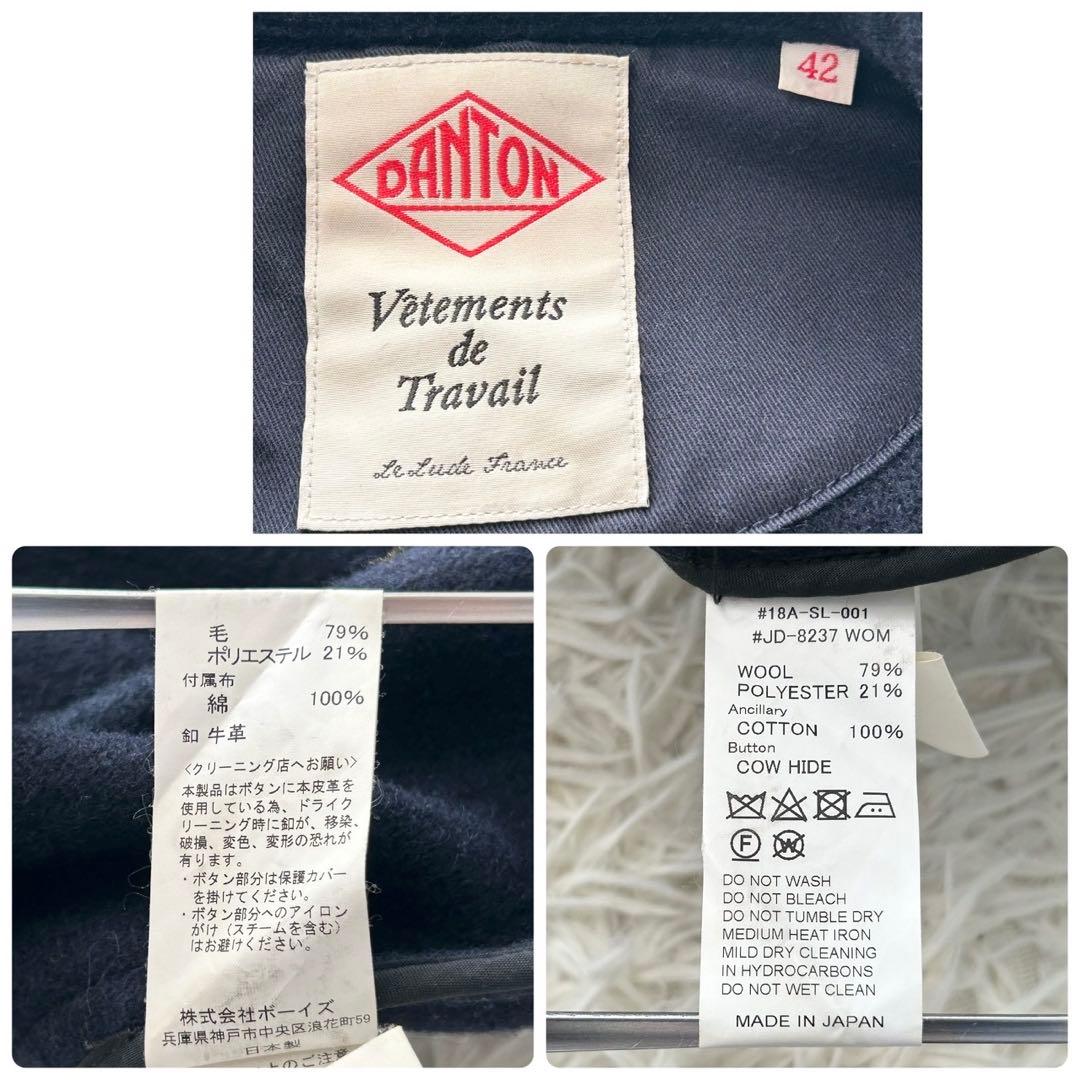 DANTON
42
Vêtements
de
Travail
Le Lude France
毛 79%
ポリエステル 21%
付属布
綿 100%
釦 牛革
〈クリーニング店へお願い〉
本製品はボタンに本皮革を
使用している為、ドライク
リーニング時に釦が、移染、
破損、変色、変形の恐れが
有ります。
・ボタン部分は保護カバー
を掛けてください。
・ボタン部分へのアイロン
がけ(スチームを含む)
はお避けください。
株式会社ボーイズ
兵庫県神戸市中央区浪花町59
日本製
上のご注意
#18A-SL-001
#JD-8237 WOM
WOOL 79%
POLYESTER 21%
Ancillary
COTTON 100%
Button
COW HIDE
F W
DO NOT WASH
DO NOT BLEACH
DO NOT TUMBLE DRY
MEDIUM HEAT IRON
MILD DRY CLEANING
IN HYDROCARBONS
DO NOT WET CLEAN
MADE IN JAPAN